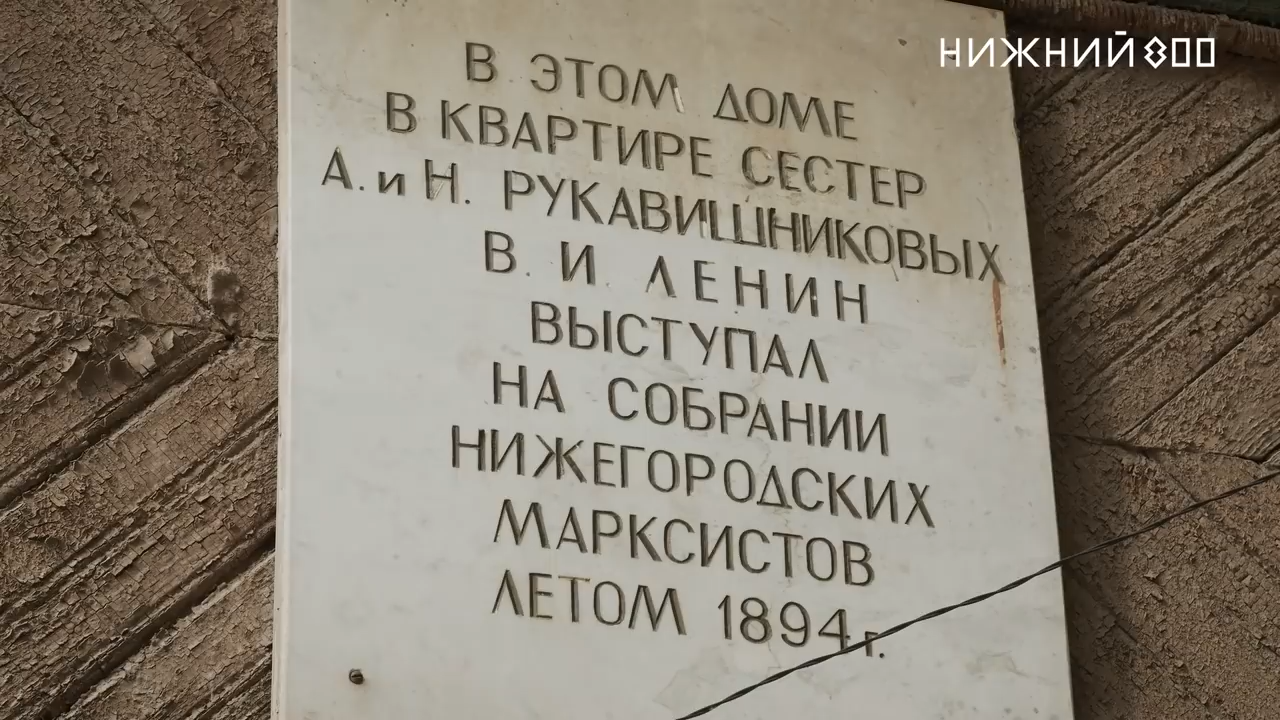 НИЖНИЙ 800
В ЭТОМ ДОМЕ
В КВАРТИРЕ СЕСТЕР
А. и Н. РУКАВИШНИКОВЫХ
В. И. ЛЕНИН
ВЫСТУПАЛ
НА СОБРАНИИ
НИЖЕГОРОДСКИХ
МАРКСИСТОВ
ЛЕТОМ 1894 г.